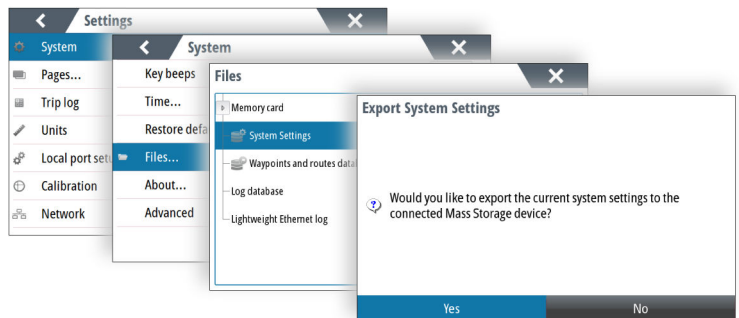 Settings
System
Pages...
Trip log
Units
Local port setu
Calibration
Network
System
Key beeps
Time...
Restore defa
Files...
About...
Advanced
Files
Memory card
System Settings
Waypoints and routes data
Log database
Lightweight Ethernet log
Export System Settings
Would you like to export the current system settings to the
connected Mass Storage device?
Yes
No